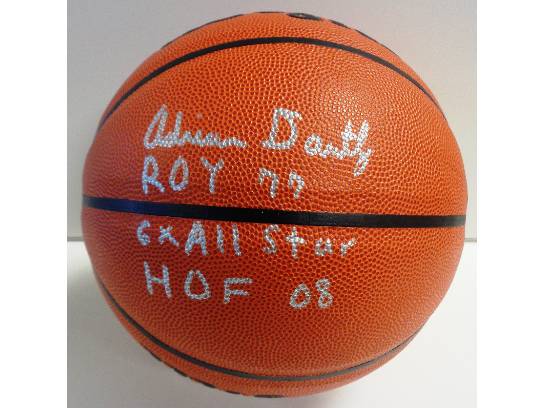 Adrian Dantley
ROY 77
6x All Star
HOF 08